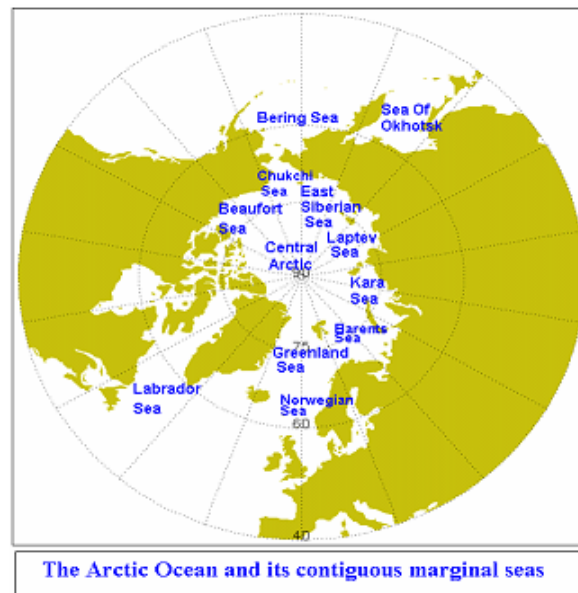 Bering Sea
Sea Of
Okhotsk
Chukchi
Sea
East
Siberian
Sea
Beaufort
Sea
Laptev
Sea
Central
Arctic
90
Kara
Sea
Barents
Sea
75
Greenland
Sea
Labrador
Sea
Norwegian
Sea
60
40
The Arctic Ocean and its contiguous marginal seas